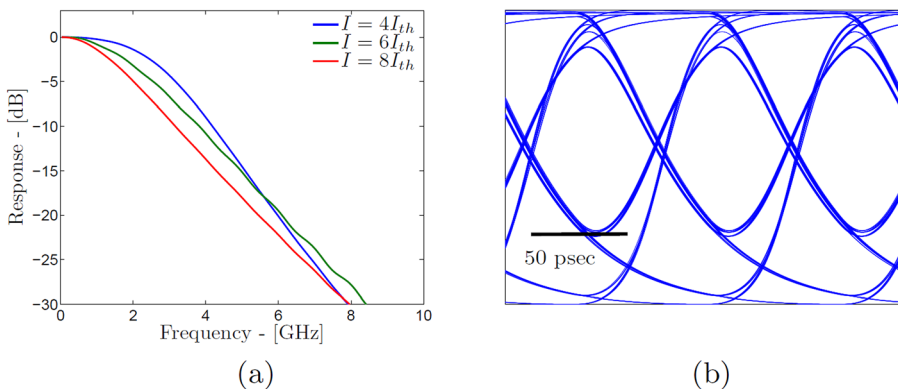 I = 4I_th
I = 6I_th
I = 8I_th
Response - [dB]
0
−5
−10
−15
−20
−25
−30
0 2 4 6 8 10
Frequency - [GHz]
50 psec
(a)
(b)